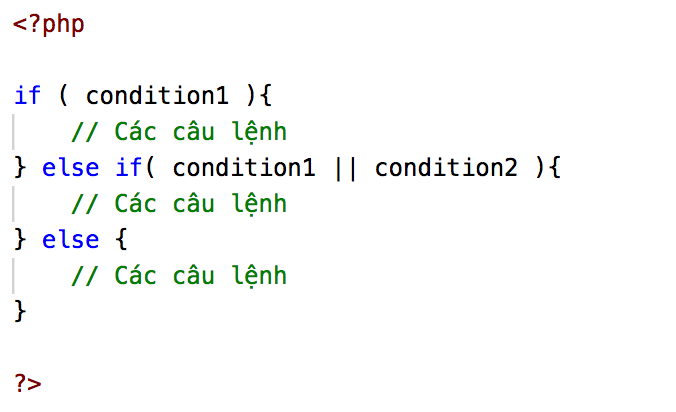 <?php
if ( condition1 ){
// Các câu lệnh
} else if( condition1 || condition2 ){
// Các câu lệnh
} else {
// Các câu lệnh
}
?>